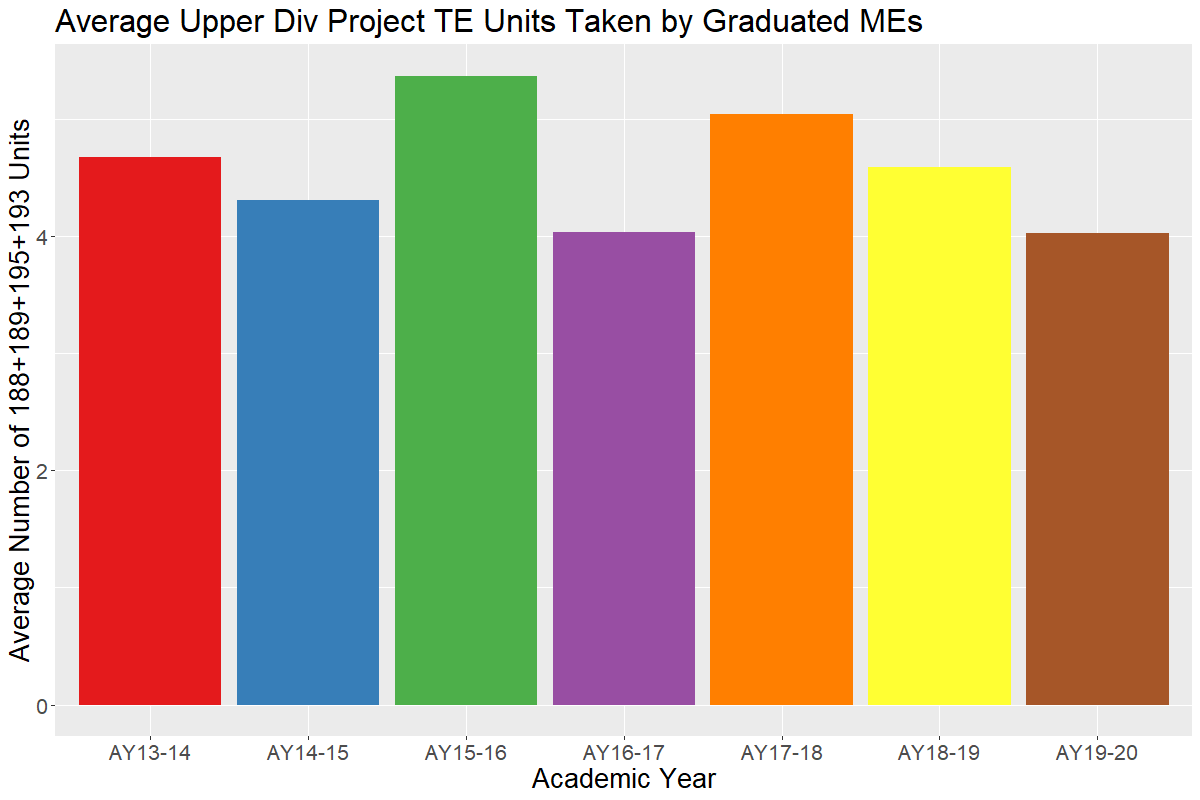 Average Upper Div Project TE Units Taken by Graduated MEs
Average Number of 188+189+195+193 Units
4
2
0
AY13-14 AY14-15 AY15-16 AY16-17 AY17-18 AY18-19 AY19-20
Academic Year